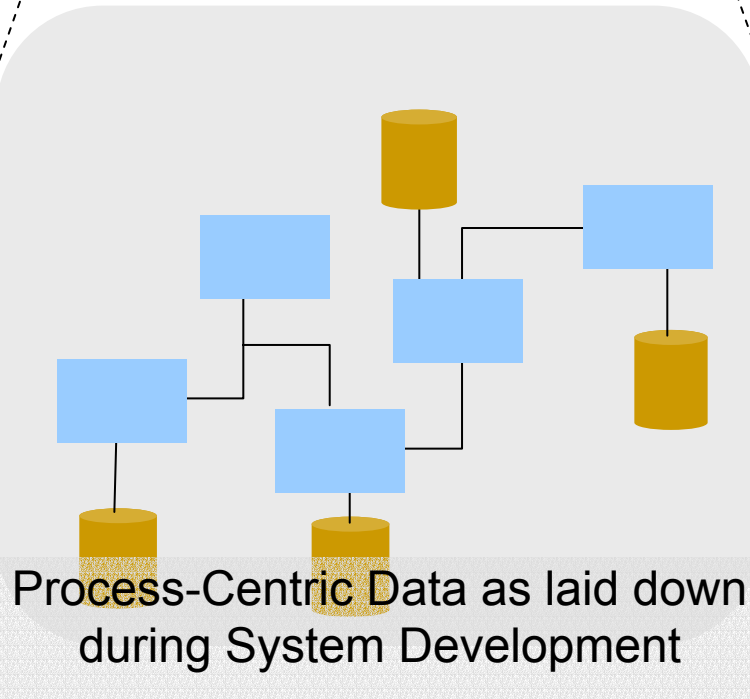 Process-Centric Data as laid down
during System Development